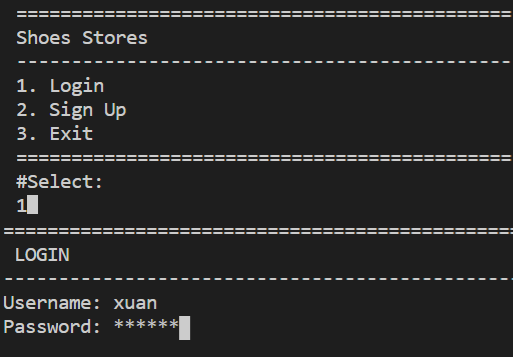 =============================================
Shoes Stores
---------------------------------------------
1. Login
2. Sign Up
3. Exit
=============================================
#Select:
1
==============================================
LOGIN
----------------------------------------------
Username: xuan
Password: ******